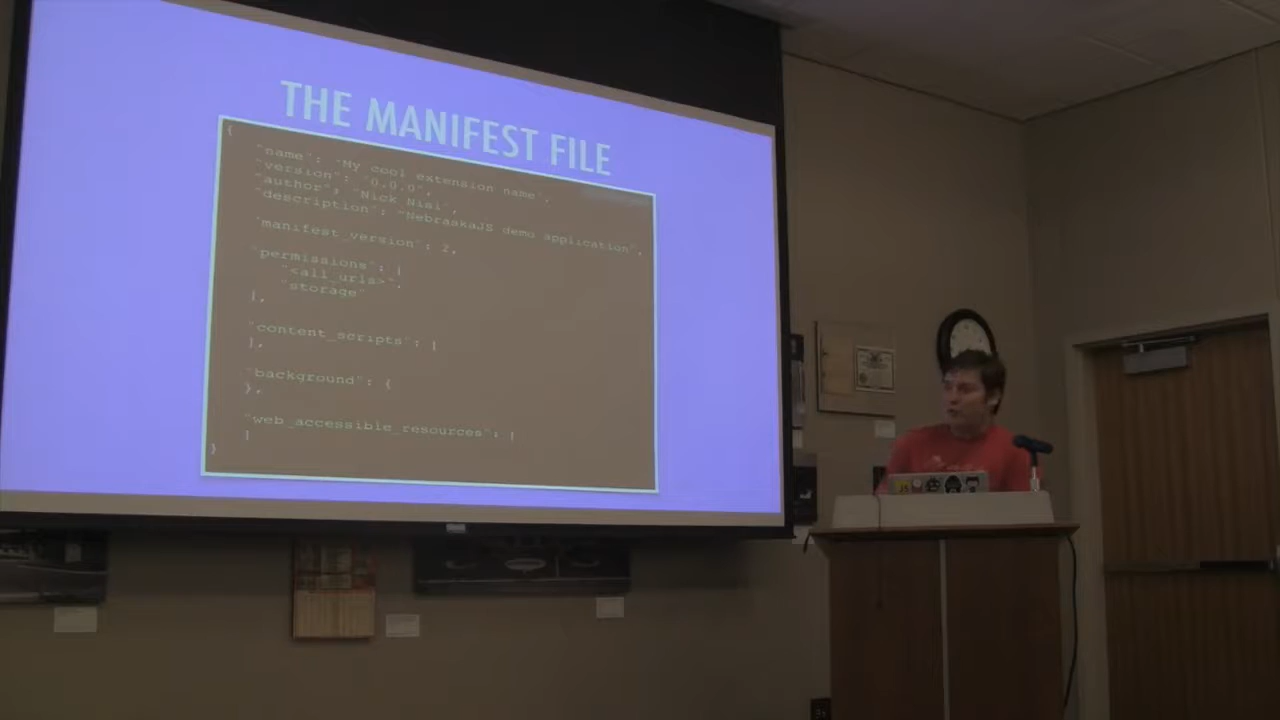 THE MANIFEST FILE
{
"name": "My cool extension name",
"version": "0.0.0",
"author": "Nick Nisi",
"description": "NebraskaJS demo application",
"manifest_version": 2,
"permissions": [
"<all_urls>",
"storage"
],
"content_scripts": [
],
"background": {
},
"web_accessible_resources": [
]
}
JS